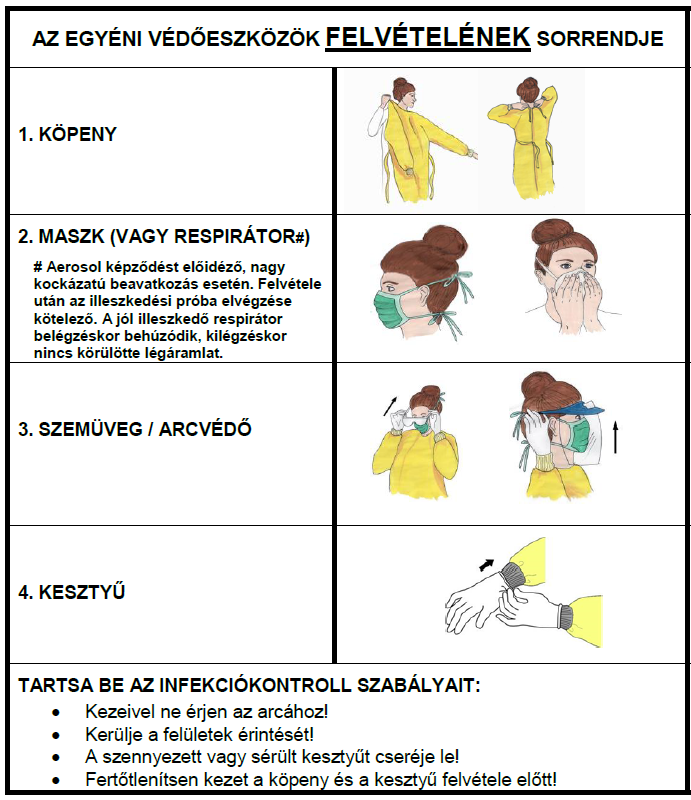 AZ EGYÉNI VÉDŐESZKÖZÖK FELVÉTELÉNEK SORRENDJE
1. KÖPENY
2. MASZK (VAGY RESPIRÁTOR#)
# Aerosol képződést előidéző, nagy
kockázatú beavatkozás esetén. Felvétele
után az illeszkedési próba elvégzése
kötelező. A jól illeszkedő respirátor
belégzéskor behúzódik, kilégzéskor
nincs körülötte légáramlat.
3. SZEMÜVEG / ARCVÉDŐ
4. KESZTYŰ
TARTSA BE AZ INFEKCIÓKONTROLL SZABÁLYAIT:
• Kezeivel ne érjen az arcához!
• Kerülje a felületek érintését!
• A szennyezett vagy sérült kesztyűt cseréje le!
• Fertőtlenítsen kezet a köpeny és a kesztyű felvétele előtt!